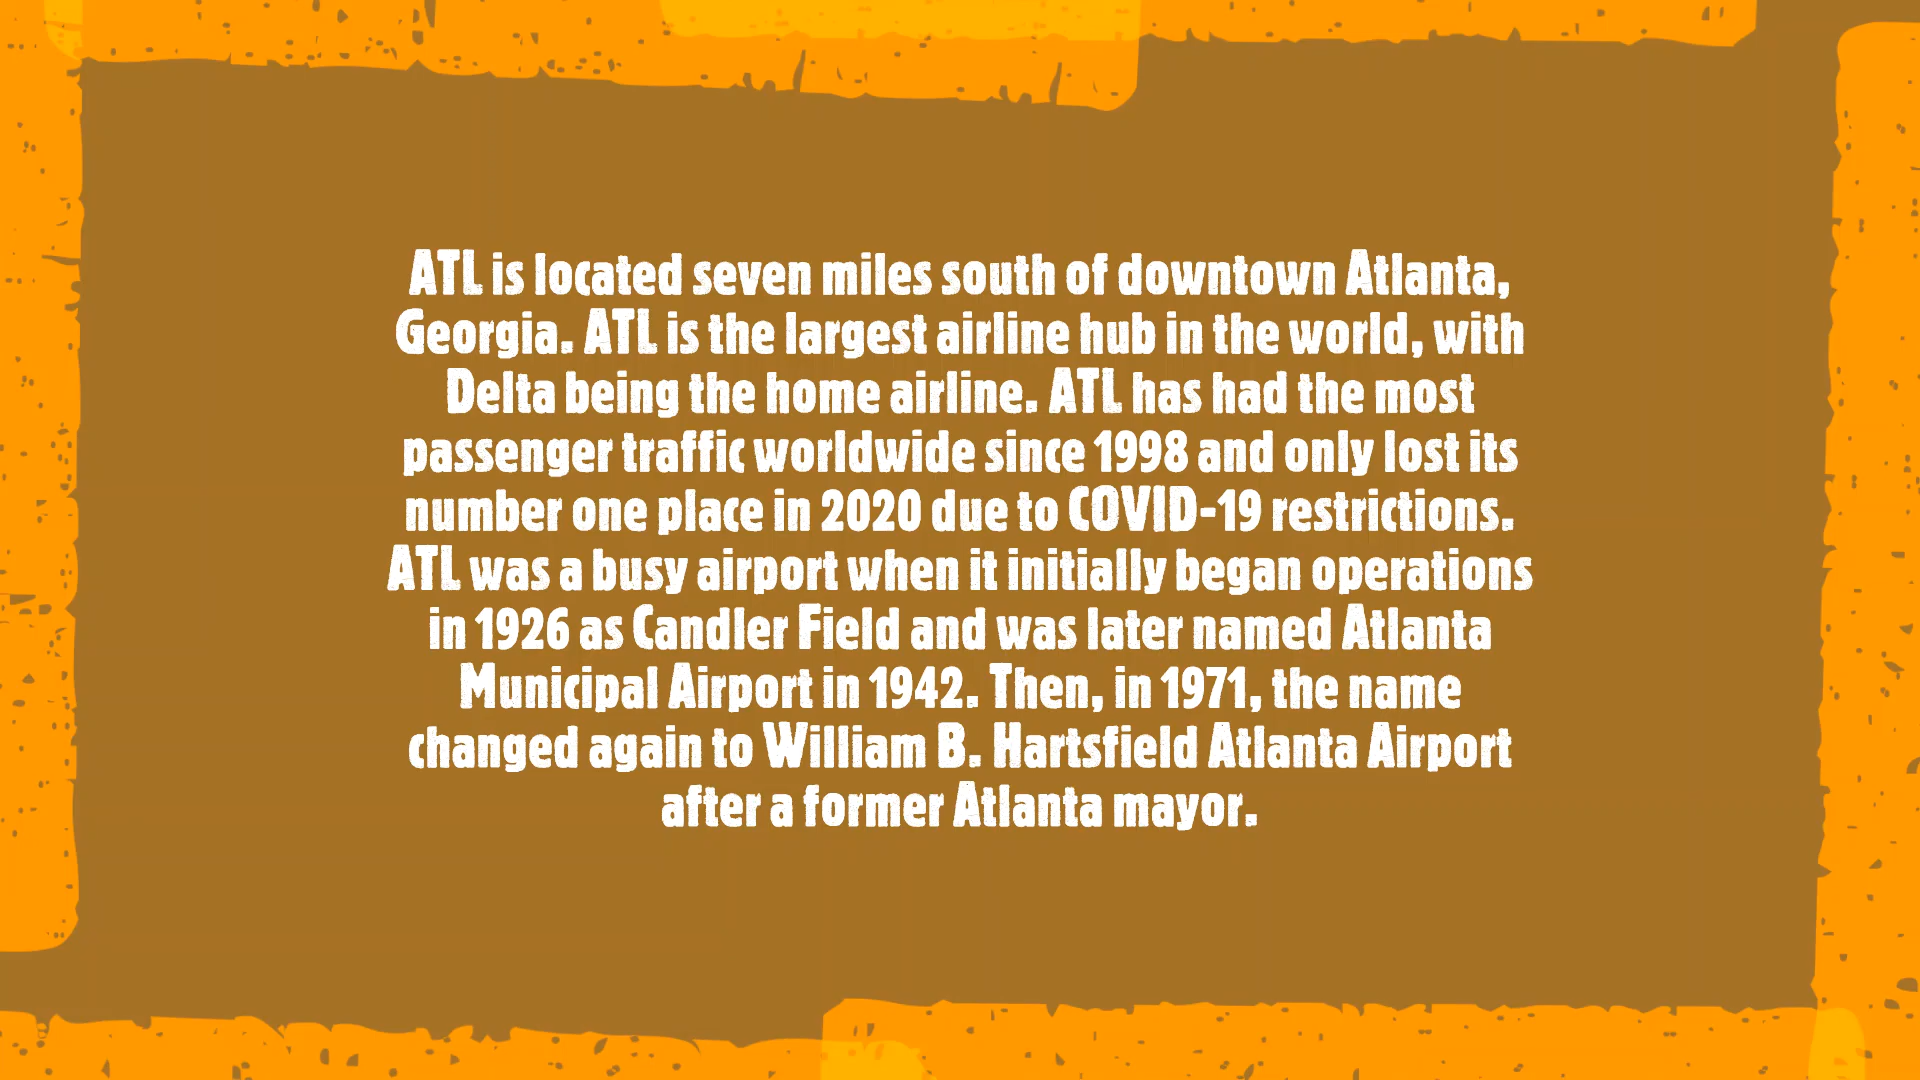 ATL is located seven miles south of downtown Atlanta,
Georgia. ATL is the largest airline hub in the world, with
Delta being the home airline. ATL has had the most
passenger traffic worldwide since 1998 and only lost its
number one place in 2020 due to COVID-19 restrictions.
ATL was a busy airport when it initially began operations
in 1926 as Candler Field and was later named Atlanta
Municipal Airport in 1942. Then, in 1971, the name
changed again to William B. Hartsfield Atlanta Airport
after a former Atlanta mayor.